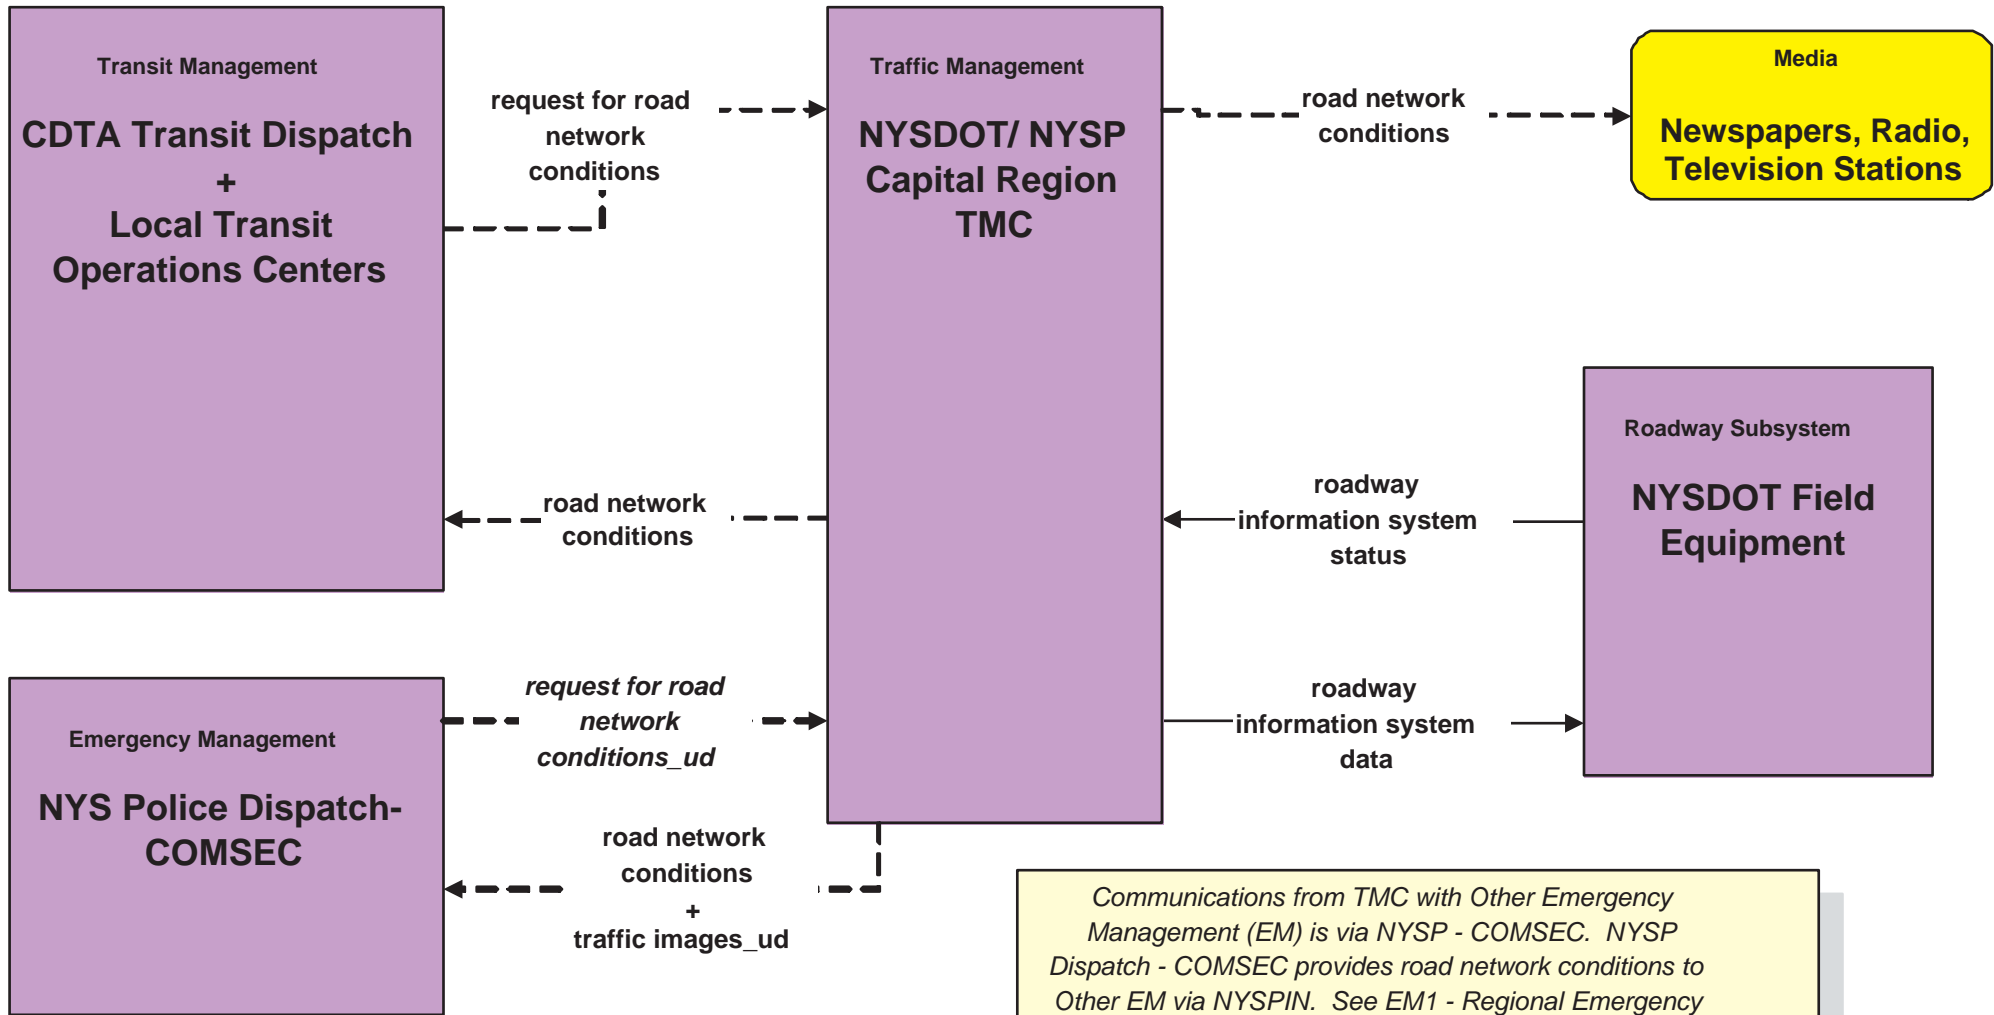 Transit Management
CDTA Transit Dispatch
+
Local Transit
Operations Centers
request for road
network
conditions
Traffic Management
NYSDOT/ NYSP
Capital Region
TMC
road network
conditions
Media
Newspapers, Radio,
Television Stations
road network
conditions
roadway
information system
status
Roadway Subsystem
NYSDOT Field
Equipment
roadway
information system
data
Emergency Management
NYS Police Dispatch-
COMSEC
request for road
network
conditions_ud
road network
conditions
+
traffic images_ud
Communications from TMC with Other Emergency
Management (EM) is via NYSP - COMSEC.  NYSP
Dispatch - COMSEC provides road network conditions to
Other EM via NYSPIN.  See EM1 - Regional Emergency